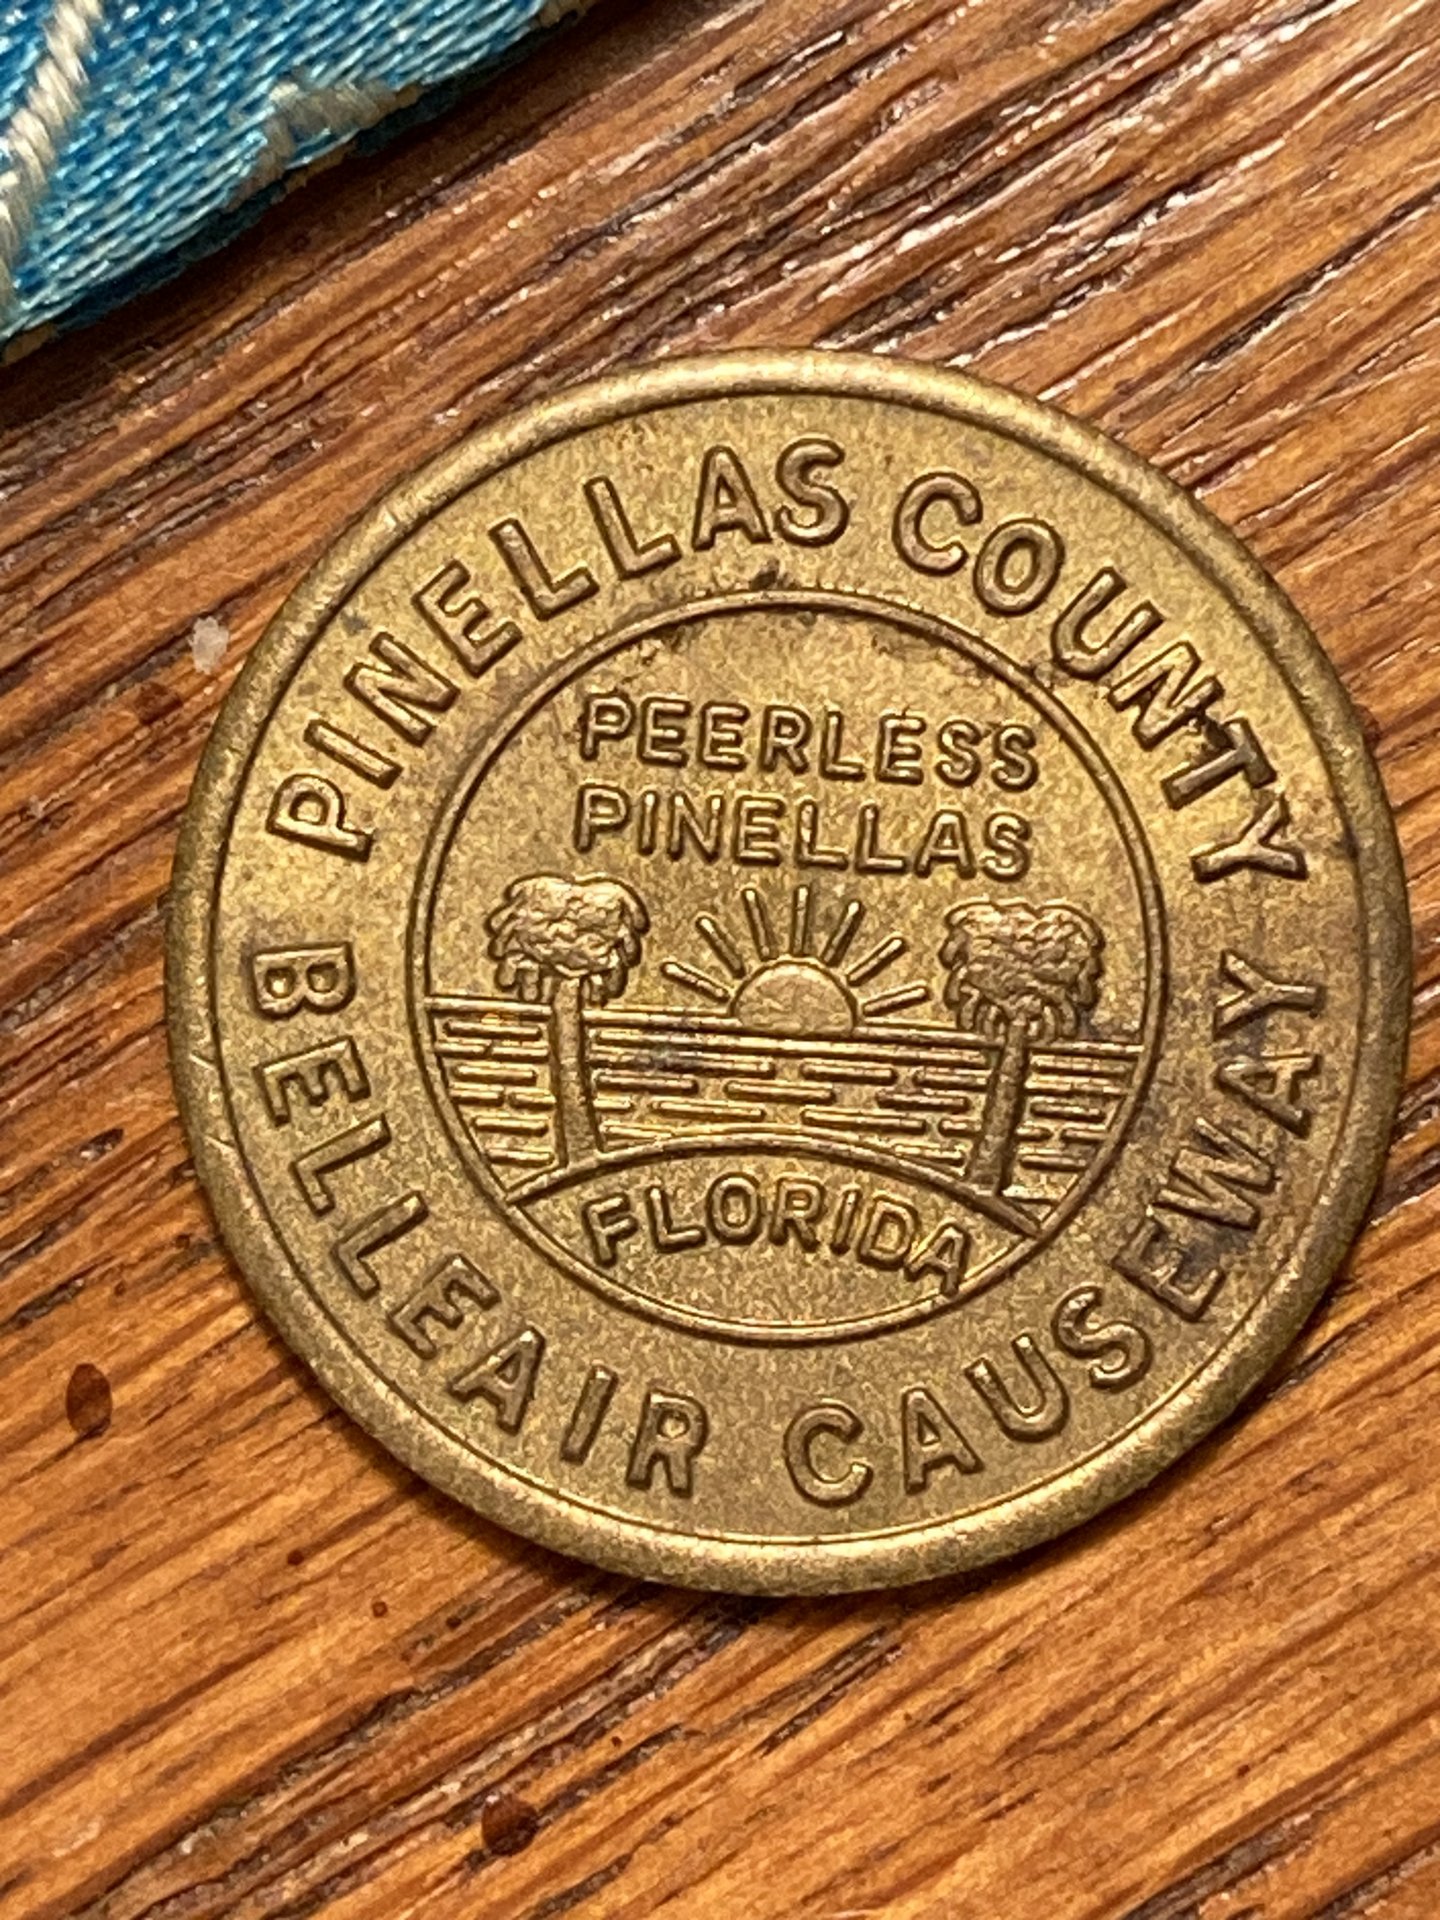 PINELLAS COUNTY
PEERLESS
PINELLAS
FLORIDA
BELLEAIR CAUSEWAY